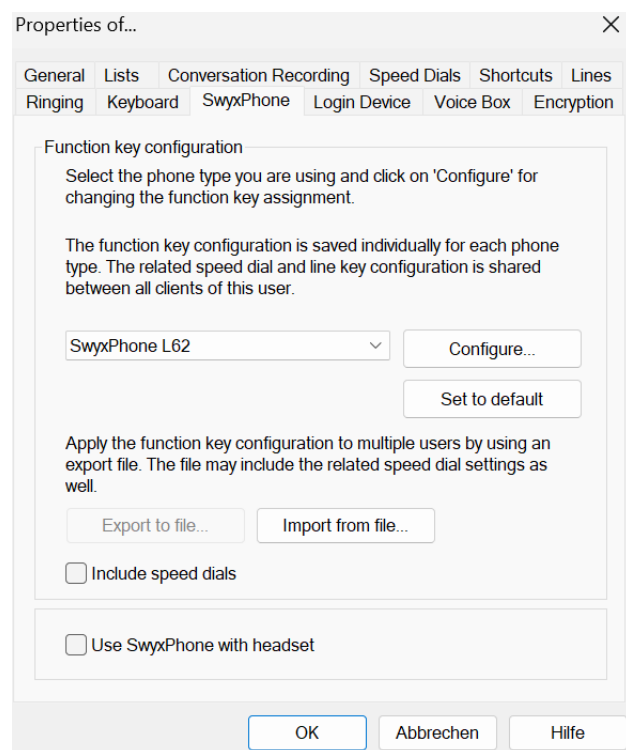 Properties of...
General Lists Conversation Recording Speed Dials Shortcuts Lines
Ringing Keyboard SwyxPhone Login Device Voice Box Encryption
Function key configuration
Select the phone type you are using and click on 'Configure' for
changing the function key assignment.
The function key configuration is saved individually for each phone
type. The related speed dial and line key configuration is shared
between all clients of this user.
SwyxPhone L62
Configure...
Set to default
Apply the function key configuration to multiple users by using an
export file. The file may include the related speed dial settings as
well.
Export to file... Import from file...
Include speed dials
Use SwyxPhone with headset
OK Abbrechen Hilfe